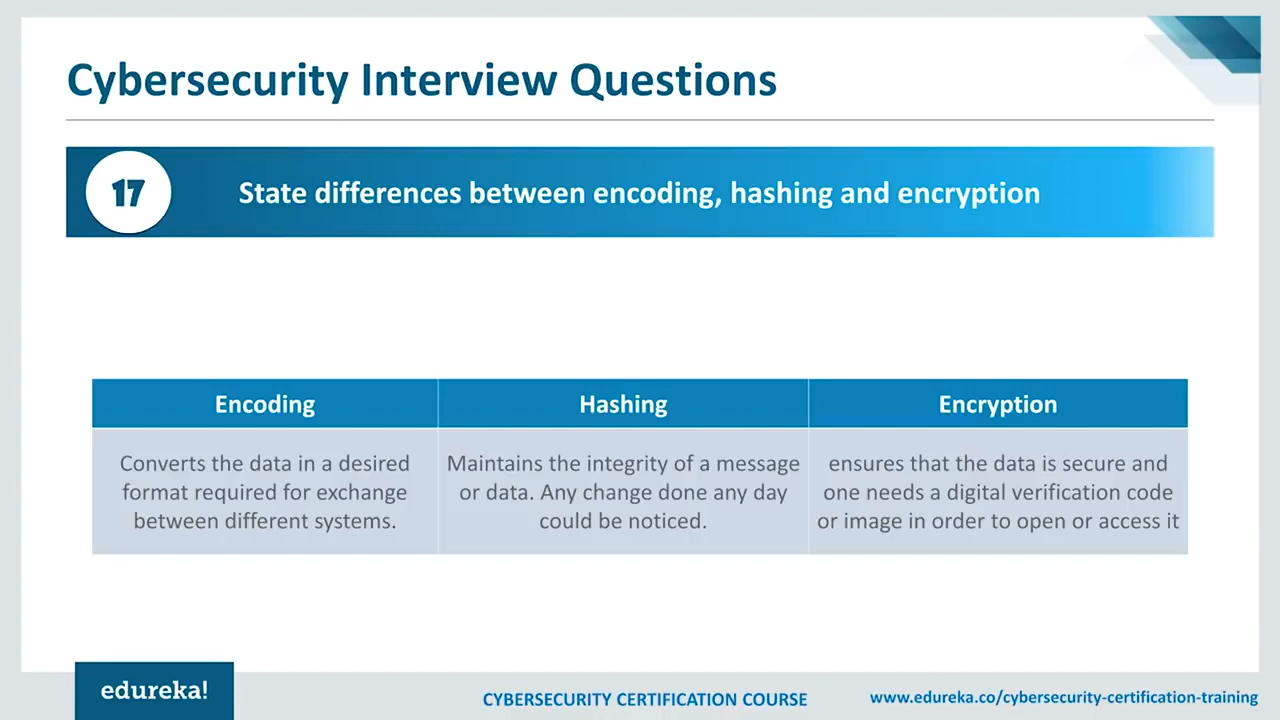 Cybersecurity Interview Questions
17
State differences between encoding, hashing and encryption
Encoding
Hashing
Encryption
Converts the data in a desired
format required for exchange
between different systems.
Maintains the integrity of a message
or data. Any change done any day
could be noticed.
ensures that the data is secure and
one needs a digital verification code
or image in order to open or access it
edureka!
CYBERSECURITY CERTIFICATION COURSE
www.edureka.co/cybersecurity-certification-training